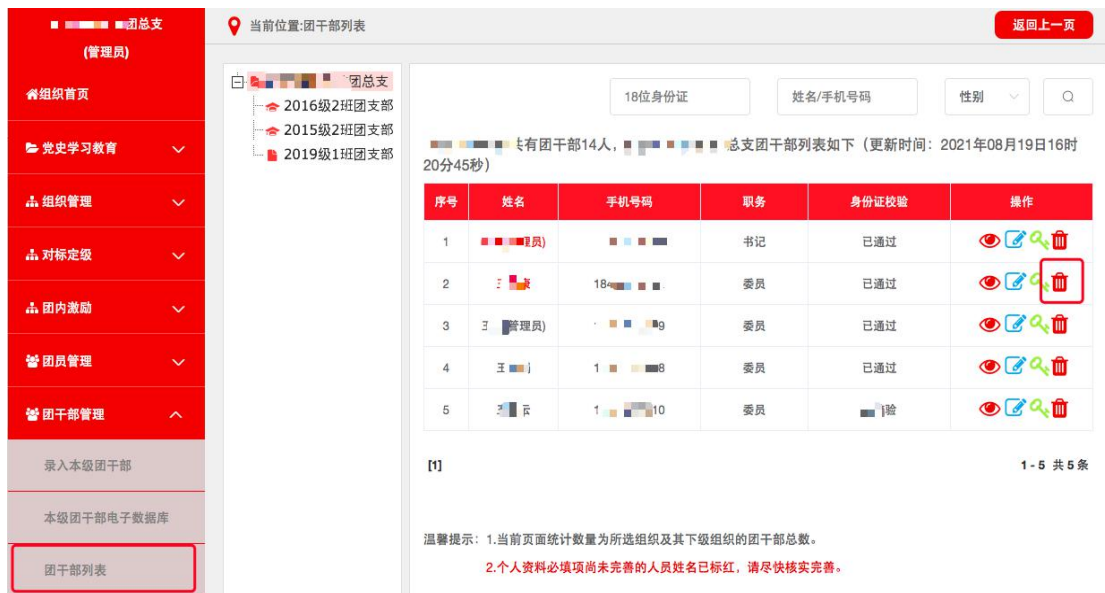 团总支
(管理员)
组织首页
党史学习教育
组织管理
对标定级
团内激励
团员管理
团干部管理
录入本级团干部
本级团干部电子数据库
团干部列表
当前位置:团干部列表
返回上一页
团总支
2016级2班团支部
2015级2班团支部
2019级1班团支部
18位身份证
姓名/手机号码
性别
共有团干部14人,
总支团干部列表如下（更新时间：2021年08月19日16时
20分45秒）
序号 姓名 手机号码 职务 身份证校验 操作
1 员) 书记 已通过
2 184 委员 已通过
3 管理员) 9 委员 已通过
4 王 1 8 委员 已通过
5 1 10 委员 验
[1]
1-5 共5条
温馨提示：1.当前页面统计数量为所选组织及其下级组织的团干部总数。
2.个人资料必填项尚未完善的人员姓名已标红，请尽快核实完善。